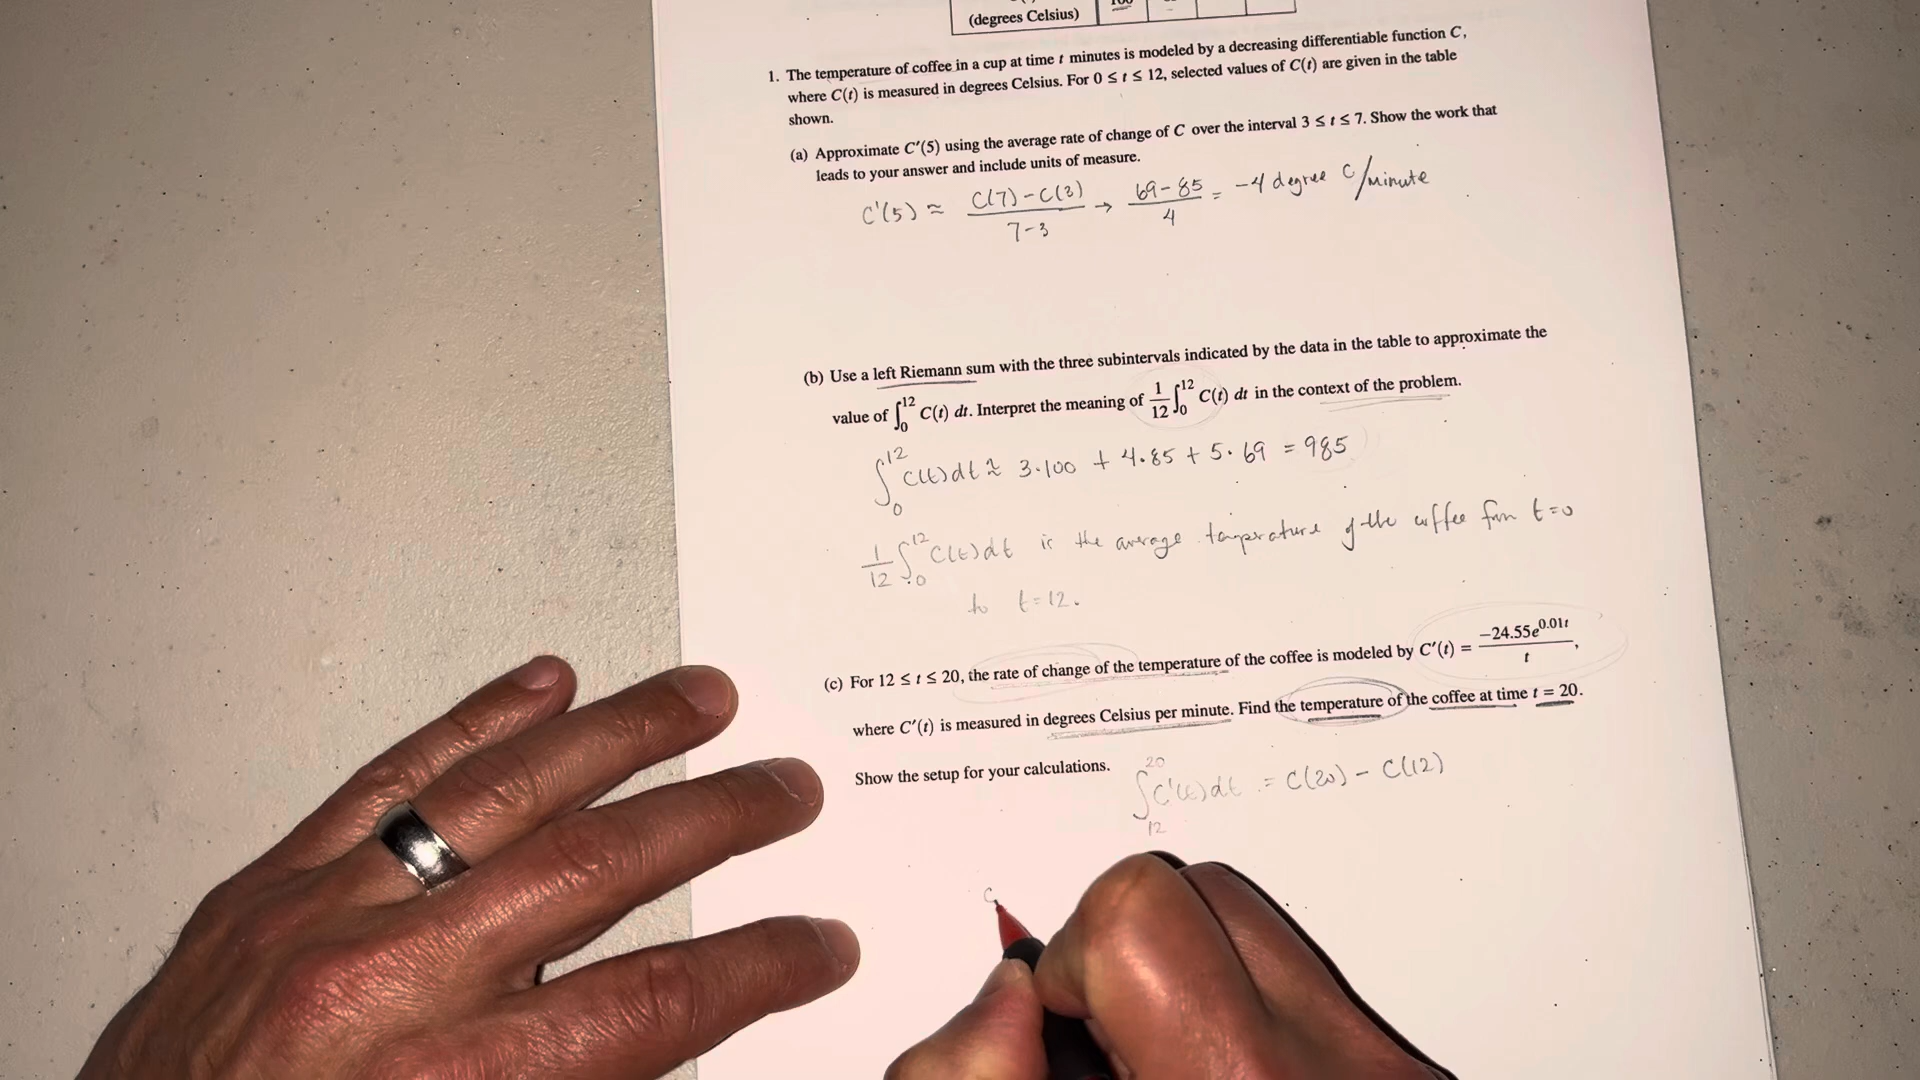 (degrees Celsius) 100
1. The temperature of coffee in a cup at time t minutes is modeled by a decreasing differentiable function C,
where C(t) is measured in degrees Celsius. For 0 ≤ t ≤ 12, selected values of C(t) are given in the table
shown.
(a) Approximate C′(5) using the average rate of change of C over the interval 3 ≤ t ≤ 7. Show the work that
leads to your answer and include units of measure.
C'(5) ≈ C(7)-C(3)/7-3 → 69-85/4 = -4 degree C/minute
(b) Use a left Riemann sum with the three subintervals indicated by the data in the table to approximate the
value of ∫₀¹² C(t) dt. Interpret the meaning of 1/12 ∫₀¹² C(t) dt in the context of the problem.
∫₀¹² C(t)dt ≈ 3·100 + 4·85 + 5·69 = 985
1/12 ∫₀¹² C(t)dt is the average temperature of the coffee from t=0
to t=12.
(c) For 12 ≤ t ≤ 20, the rate of change of the temperature of the coffee is modeled by C′(t) = −24.55e^0.01t/t,
where C′(t) is measured in degrees Celsius per minute. Find the temperature of the coffee at time t = 20.
Show the setup for your calculations. ∫₁₂²⁰ C'(t)dt = C(20) - C(12)
C